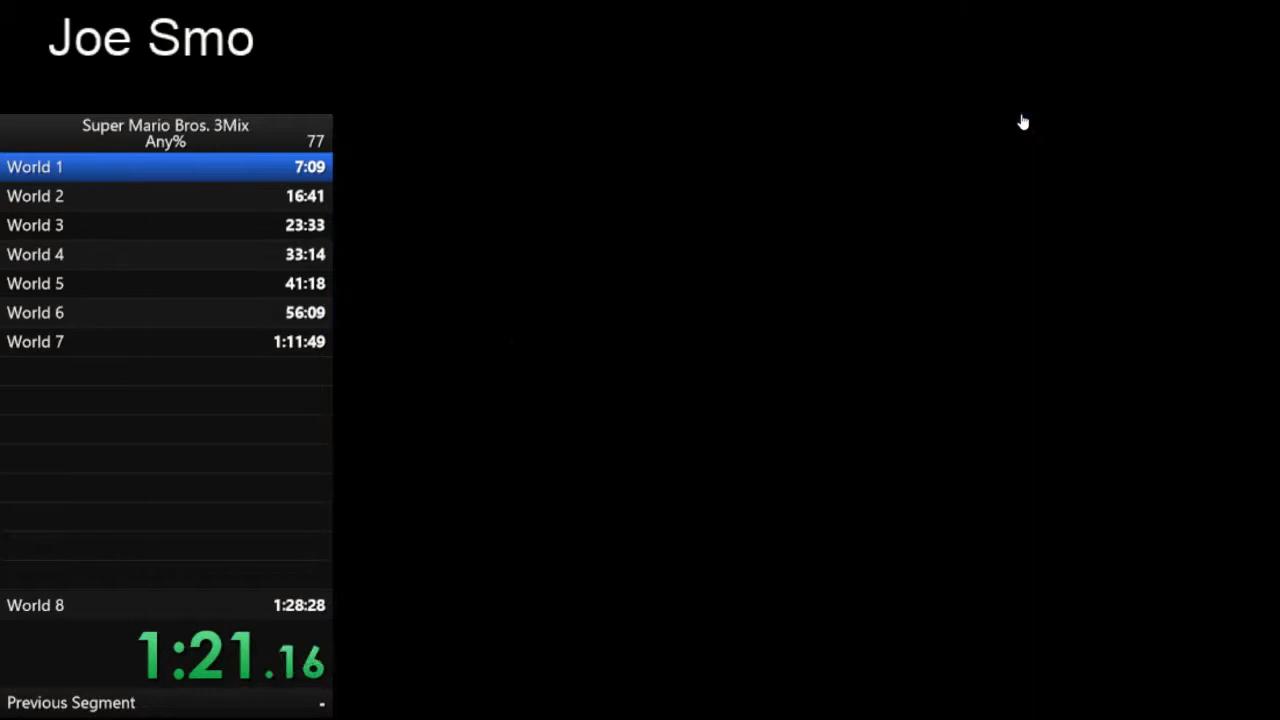 Joe Smo
Super Mario Bros. 3Mix
Any% 77
World 1 7:09
World 2 16:41
World 3 23:33
World 4 33:14
World 5 41:18
World 6 56:09
World 7 1:11:49
World 8 1:28:28
1:21.16
Previous Segment -